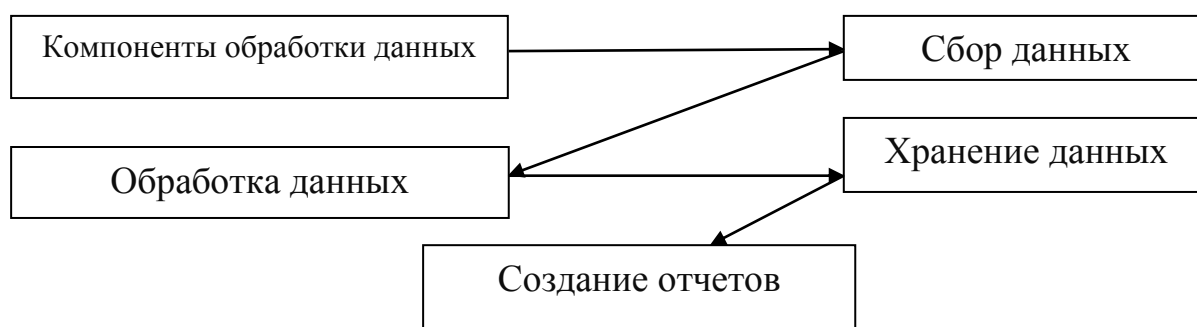 Компоненты обработки данных
Сбор данных
Обработка данных
Хранение данных
Создание отчетов